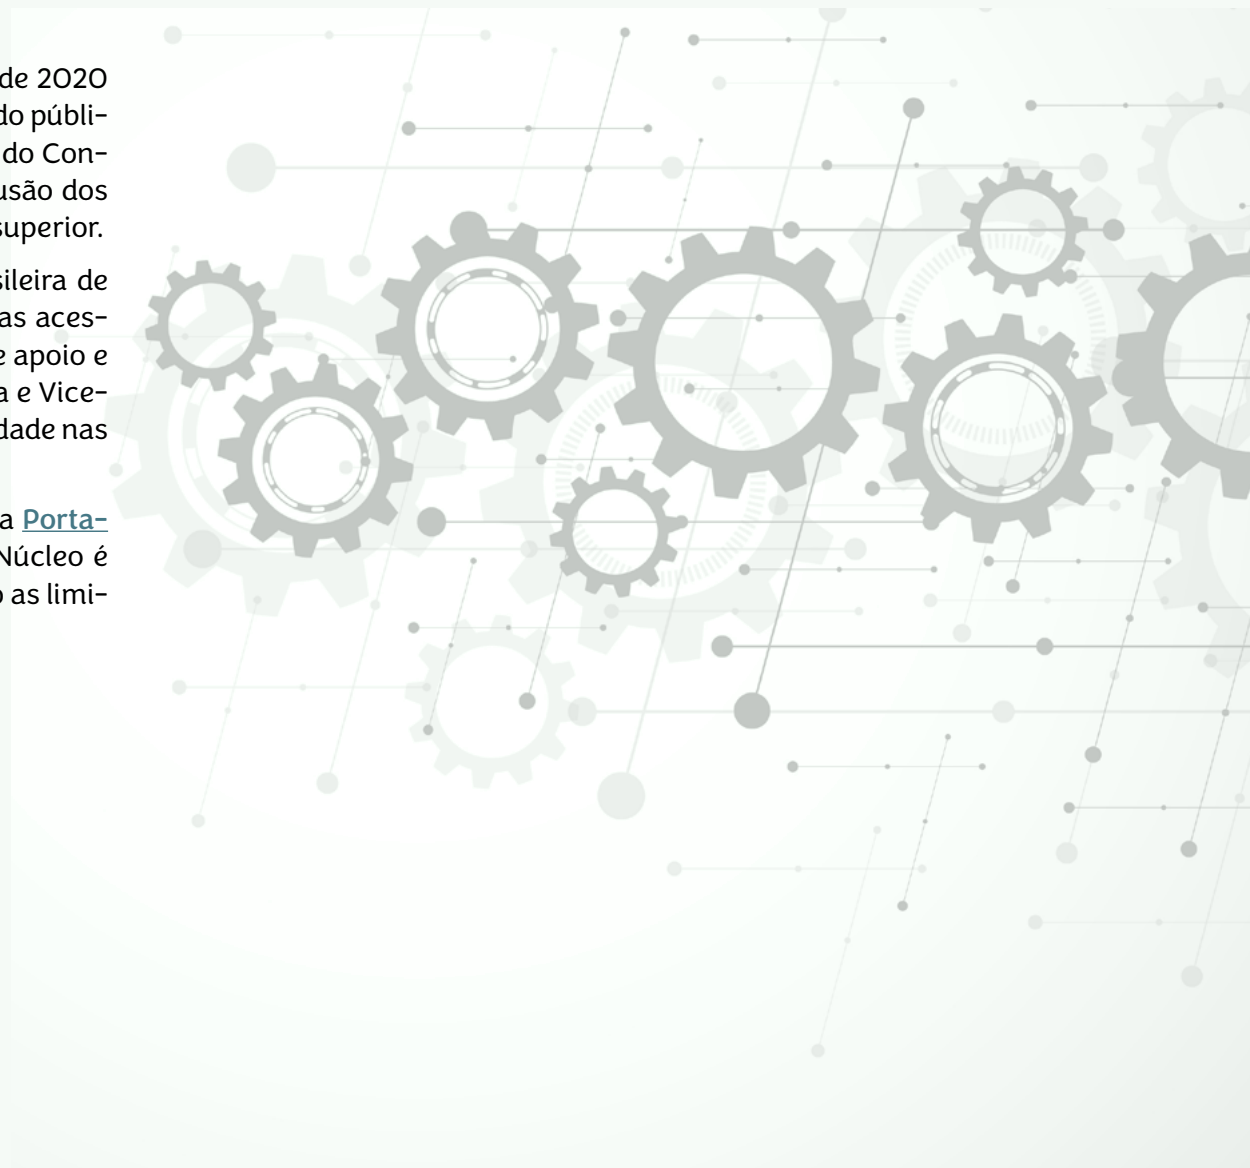 de 2020
do públi-
do Con-
usão dos
superior.
sileira de
as aces-
e apoio e
a e Vice-
dade nas
a Porta-
Núcleo é
o as limi-